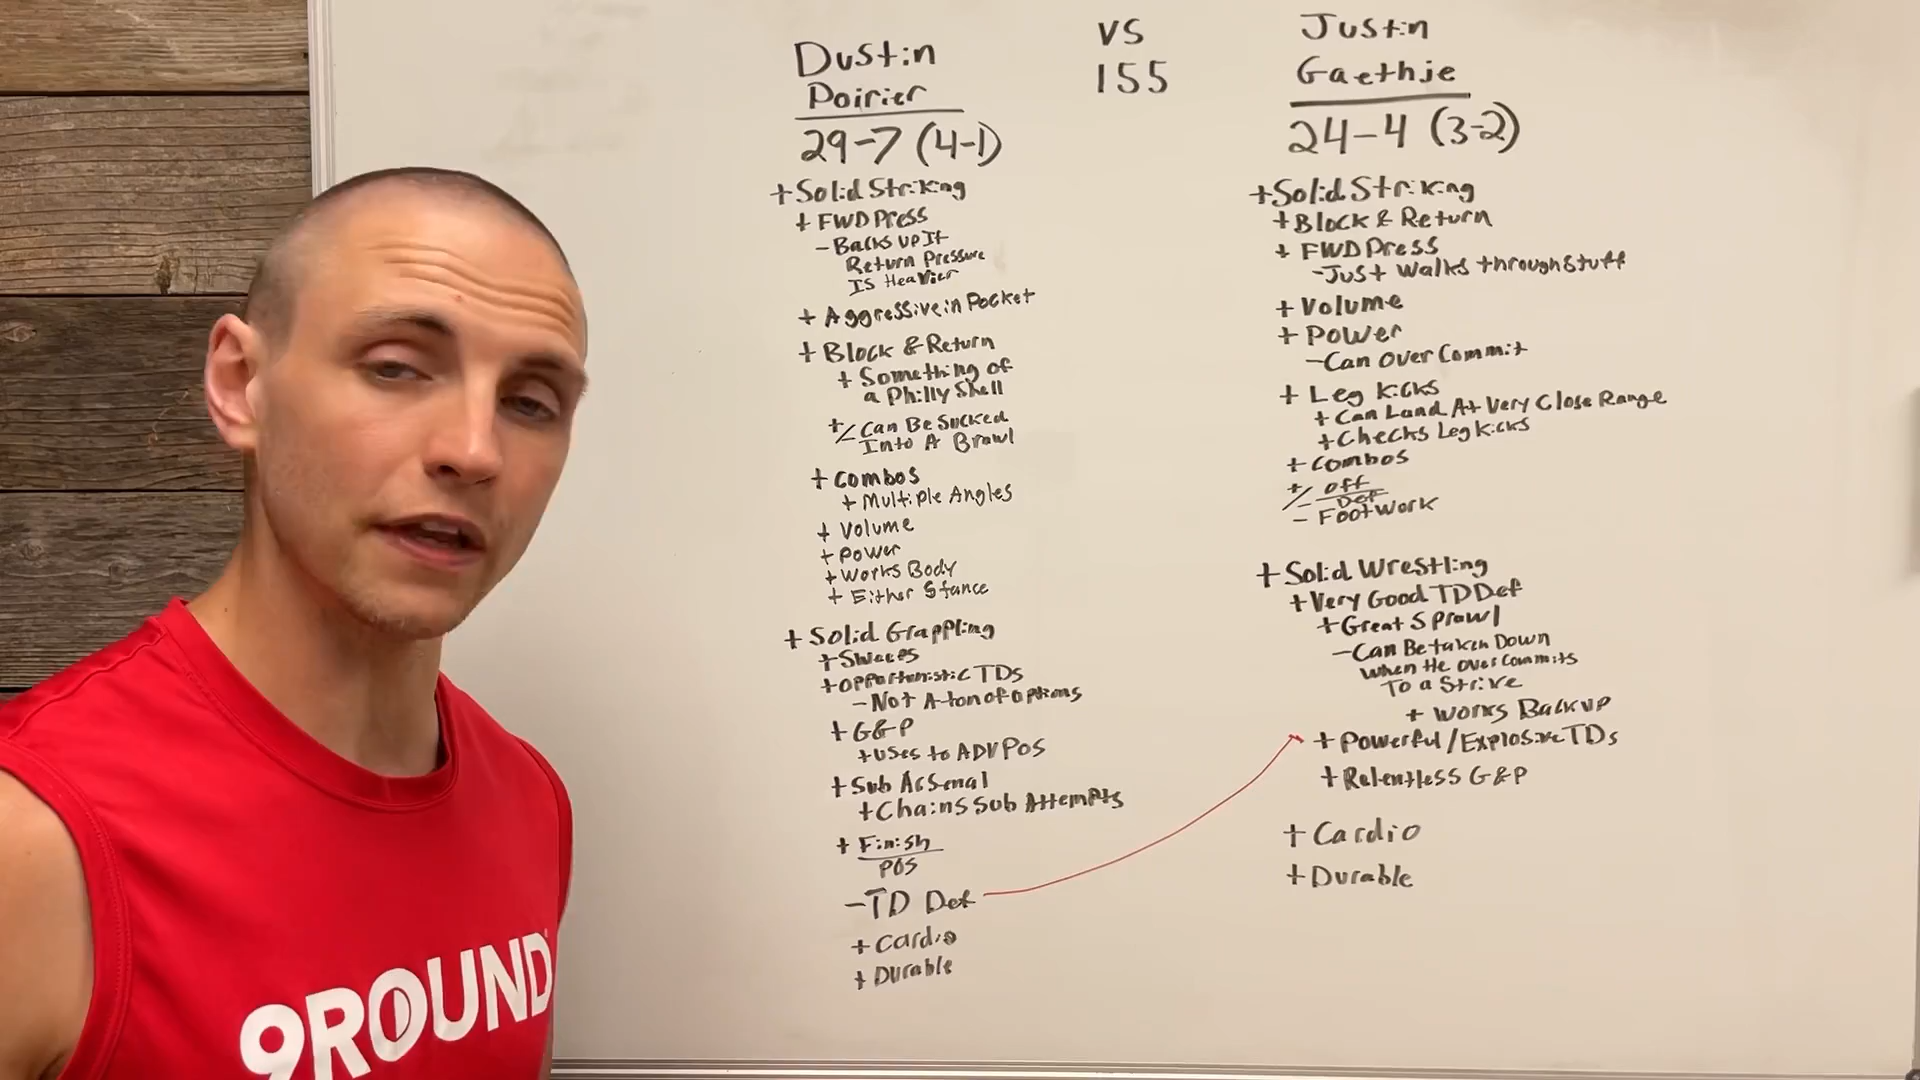 Dustin
Poirier
29-7 (4-1)
+Solid Striking
+ FWD Press
- Backs up If
Return Pressure
Is Heavier
+ Aggressive in Pocket
+ Block & Return
+ Something of
a Philly Shell
+/- Can Be Sucked
Into A Brawl
+ Combos
+ Multiple Angles
+ Volume
+ Power
+ Works Body
+ Either Stance
+ Solid Grappling
+ Opportunistic TDs
- Not A ton of options
+ G&P
+ Uses to ADV POS
+ Sub Arsenal
+ Chains Sub Attempts
+ Finish
POS
- TD Def
+ Cardio
+ Durable
VS
155
Justin
Gaethje
24-4 (3-2)
+Solid Striking
+ Block & Return
+ FWD Press
- Just Walks through Stuff
+ Volume
+ Power
- Can Over Commit
+ Leg Kicks
+ Can Land At Very Close Range
+ Checks Leg Kicks
+ Combos
+/- Off
Def
- Footwork
+ Solid Wrestling
+ Very Good TD Def
+ Great Sprawl
- Can Be taken Down
When He Over Commits
To a Strike
+ Works Back up
+ Powerful/Explosive TDs
+ Relentless G&P
+ Cardio
+ Durable
9ROUND